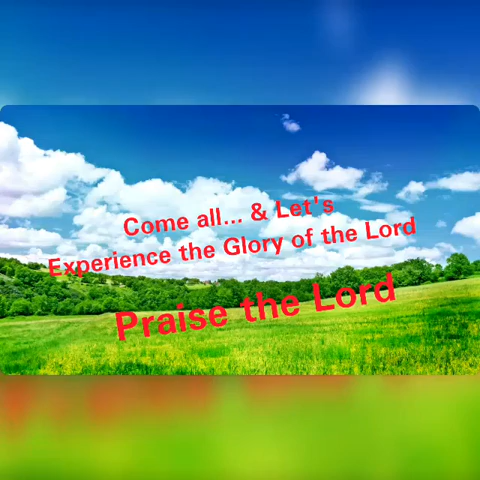 Come all... & Let's
Experience the Glory of the Lord
Praise the Lord